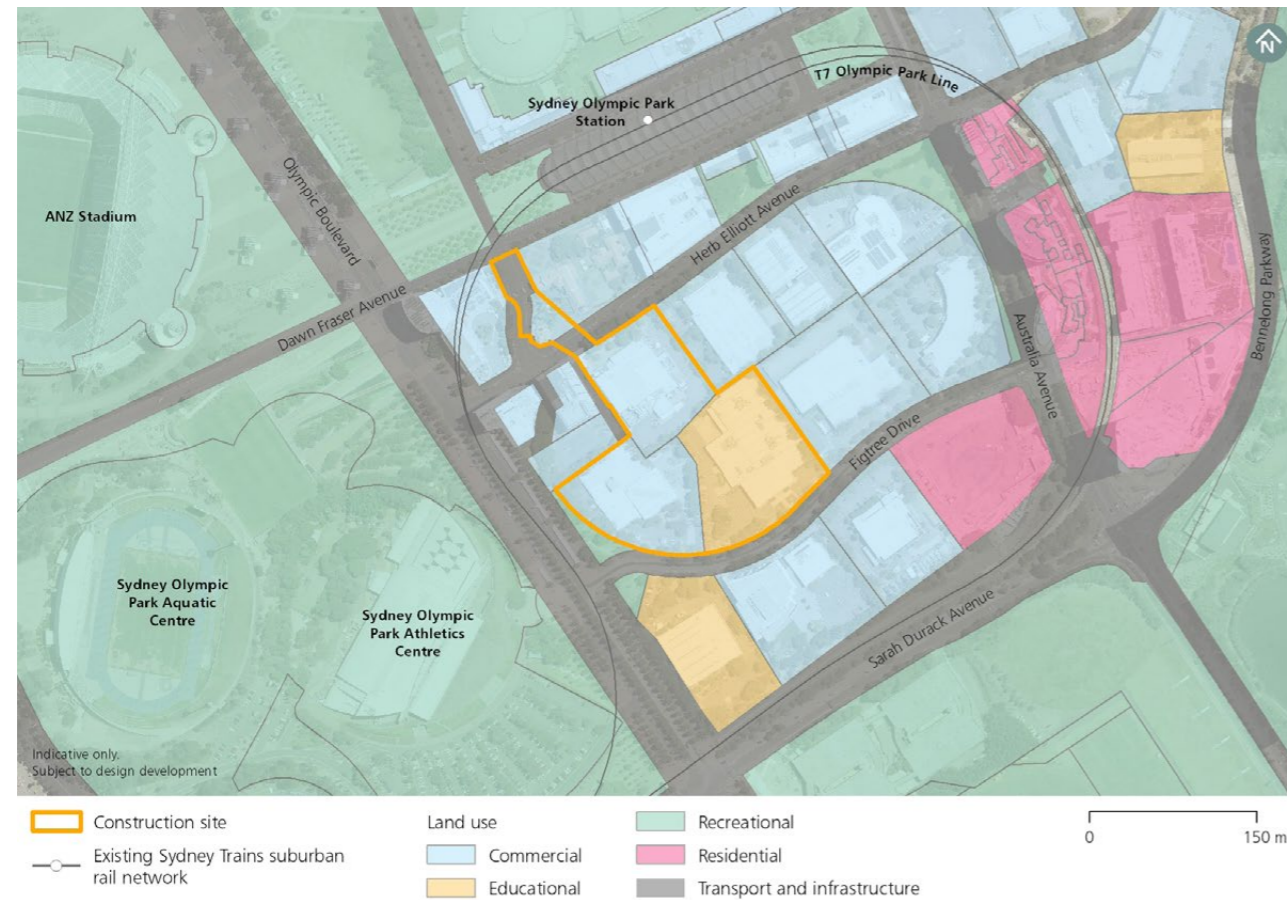 N
T7 Olympic Park Line
Sydney Olympic Park
Station
Olympic Boulevard
ANZ Stadium
Herb Elliott Avenue
Dawn Fraser Avenue
Australia Avenue
Bennelong Parkway
Figtree Drive
Sydney Olympic
Park Aquatic
Centre
Sydney Olympic
Park Athletics
Centre
Sarah Durack Avenue
Indicative only.
Subject to design development
Construction site
Existing Sydney Trains suburban
rail network
Land use
Commercial
Educational
Recreational
Residential
Transport and infrastructure
0
150 m